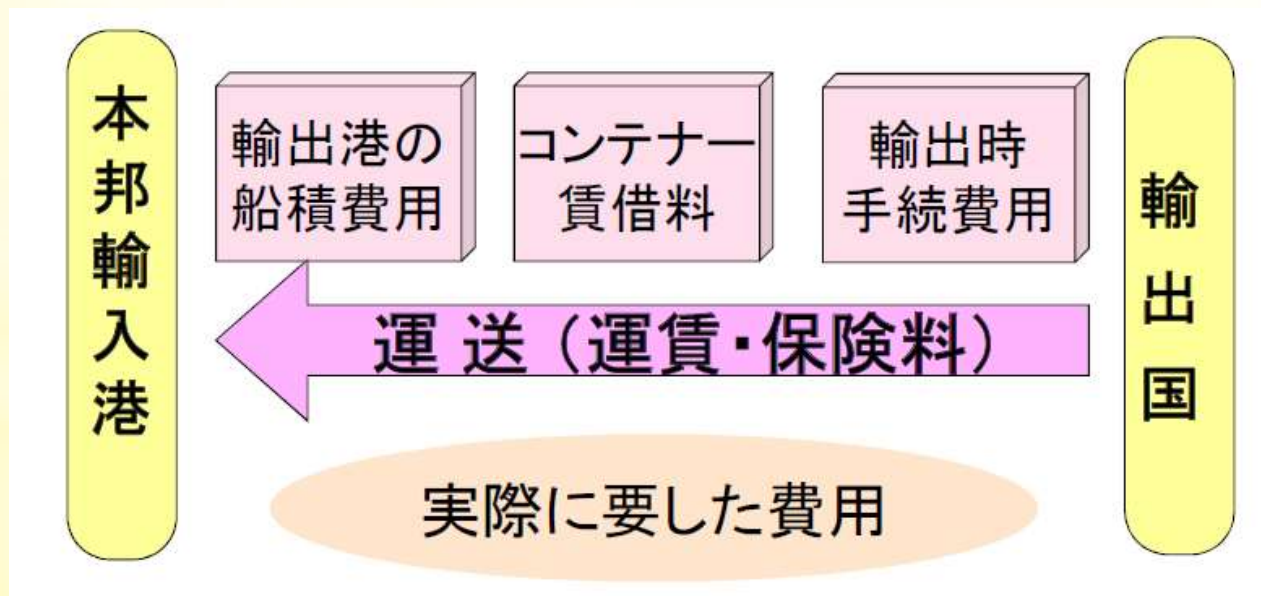 本邦輸入港
輸出港の
船積費用
コンテナー
賃借料
輸出時
手続費用
輸出国
運 送 (運賃・保険料)
実際に要した費用